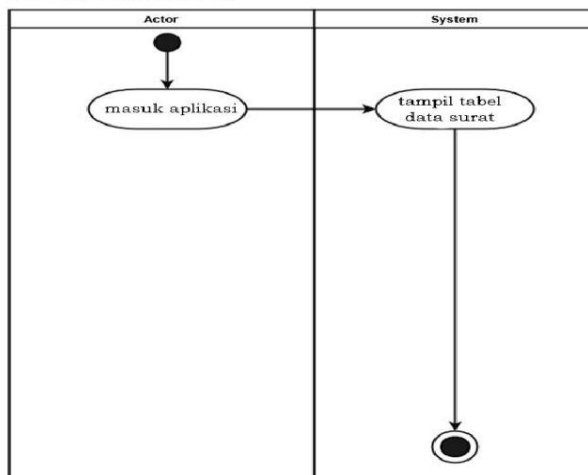 Actor
System
masuk aplikasi
tampil tabel
data surat